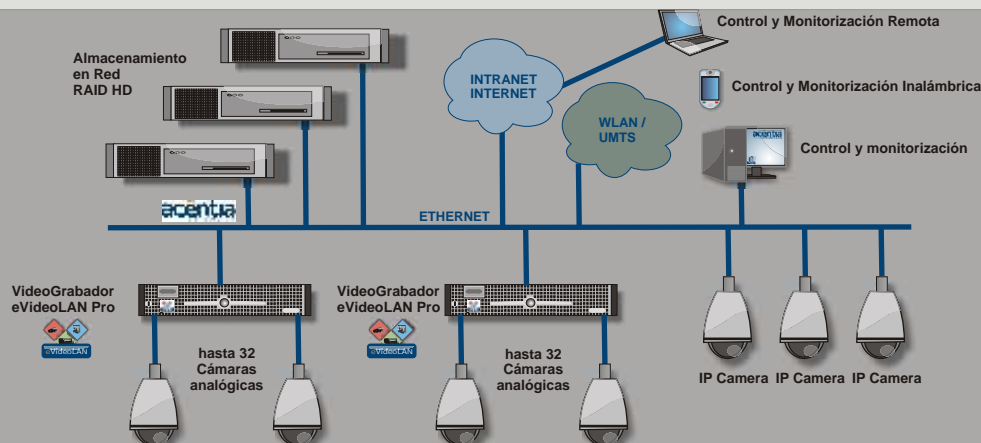 Control y Monitorización Remota
Almacenamiento
en Red
RAID HD
INTRANET
INTERNET
Control y Monitorización Inalámbrica
WLAN /
UMTS
acentia
Control y monitorización
acentia
ETHERNET
VideoGrabador
eVideoLAN Pro
eVideoLAN
hasta 32
Cámaras
analógicas
VideoGrabador
eVideoLAN Pro
eVideoLAN
hasta 32
Cámaras
analógicas
IP Camera
IP Camera
IP Camera